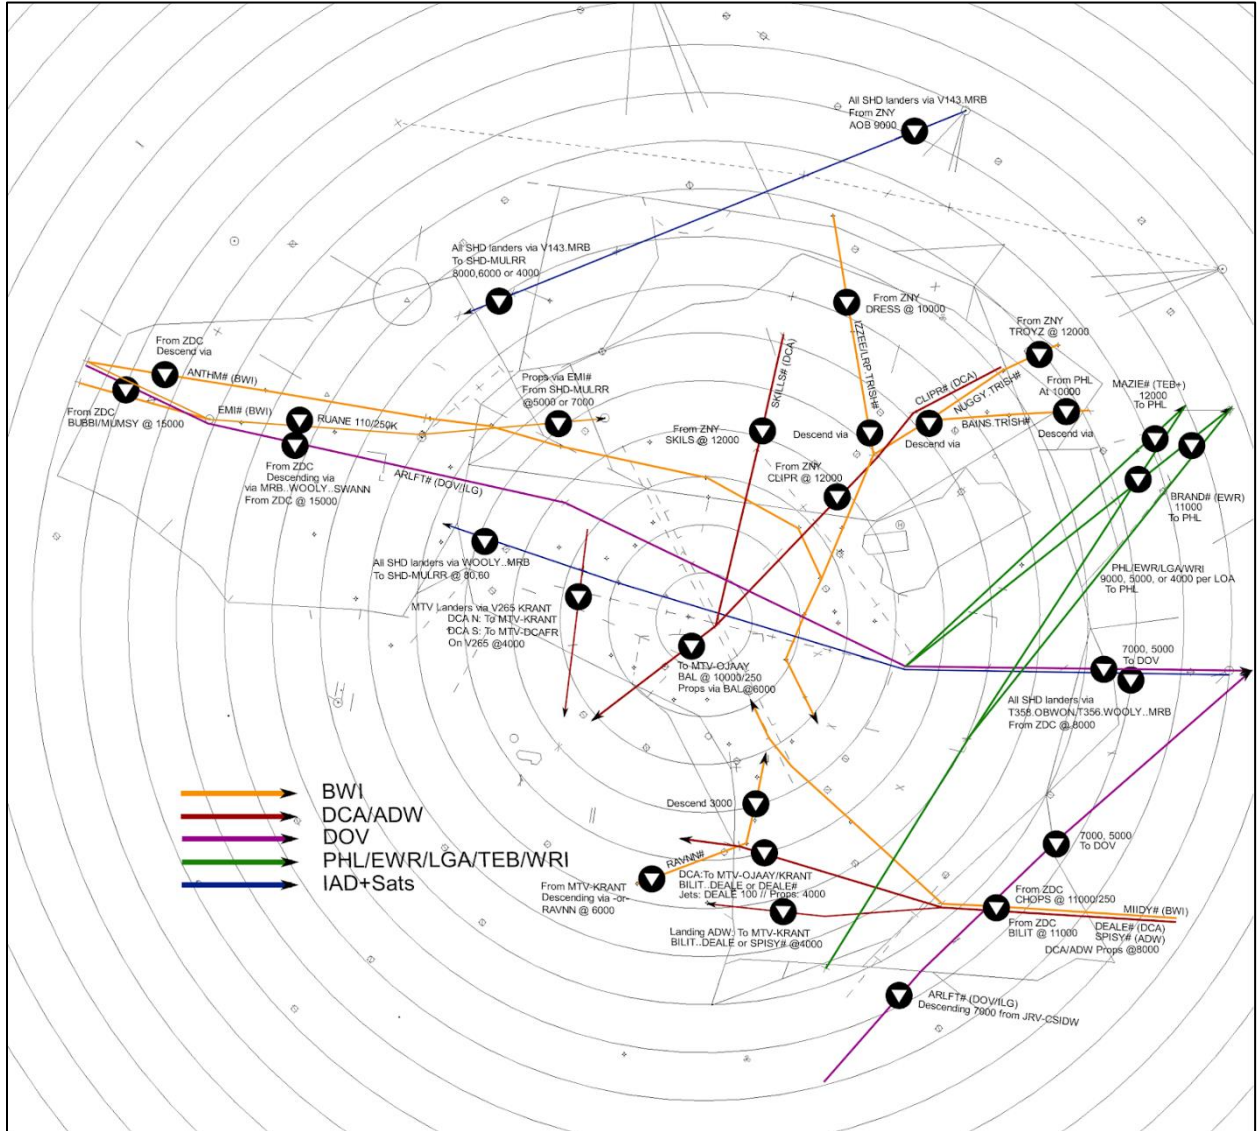 All SHD landers via V143.MRB
From ZNY
AOB 9000
All SHD landers via V143.MRB
To SHD-MULRR
8000,6000 or 4000
From ZNY
DRESS @ 10000
IZZEE/LRP.TRISH#
From ZNY
TROYZ @ 12000
CLIPR# (DCA)
NUGGY.TRISH#
From PHL
At 10000
BAINS.TRISH#
Descend via
Descend via
Descend via
MAZIE# (TEB+)
12000
To PHL
From ZDC
Descend via
ANTHM# (BWI)
From ZDC
BUBBI/MUMSY @ 15000
EMI# (BWI)
RUANE 110/250K
Props via EMI#
From SHD-MULRR
@5000 or 7000
SKILLS# (DCA)
From ZNY
SKILS @ 12000
From ZNY
CLIPR @ 12000
From ZDC
Descending via
via MRB..WOOLY..SWANN
From ZDC @ 15000
ARLFT# (DOV/ILG)
BRAND# (EWR)
11000
To PHL
PHL/EWR/LGA/WRI
9000, 5000, or 4000 per LOA
To PHL
All SHD landers via WOOLY..MRB
To SHD-MULRR @ 80,60
MTV Landers via V265 KRANT
DCA N: To MTV-KRANT
DCA S: To MTV-DCAFR
On V265 @4000
To MTV-OJAAY
BAL @ 10000/250
Props via BAL@6000
7000, 5000
To DOV
All SHD landers via
T358.OBWON.T356.WOOLY..MRB
From ZDC @ 8000
BWI
DCA/ADW
DOV
PHL/EWR/LGA/TEB/WRI
IAD+Sats
Descend 3000
7000, 5000
To DOV
RAVNN#
From MTV-KRANT
Descending via -or-
RAVNN @ 6000
DCA:To MTV-OJAAY/KRANT
BILIT..DEALE or DEALE#
Jets: DEALE 100 // Props: 4000
Landing ADW: To MTV-KRANT
BILIT..DEALE or SPISY# @4000
From ZDC
CHOPS @ 11000/250
From ZDC
BILIT @ 11000
MIIDY# (BWI)
DEALE# (DCA)
SPISY# (ADW)
DCA/ADW Props @8000
ARLFT# (DOV/ILG)
Descending 7000 from JRV-CSIDW